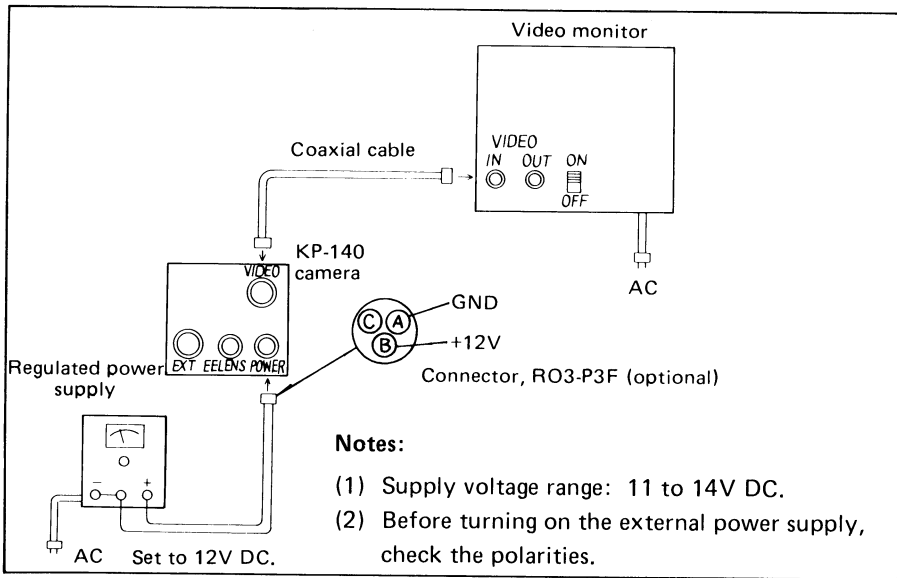 Video monitor
VIDEO
IN OUT ON
OFF
Coaxial cable
AC
KP-140
camera
VIDEO
EXT EELENS POWER
C A
B
GND
+12V
Connector, RO3-P3F (optional)
Regulated power
supply
− +
AC Set to 12V DC.
Notes:
(1) Supply voltage range: 11 to 14V DC.
(2) Before turning on the external power supply,
check the polarities.